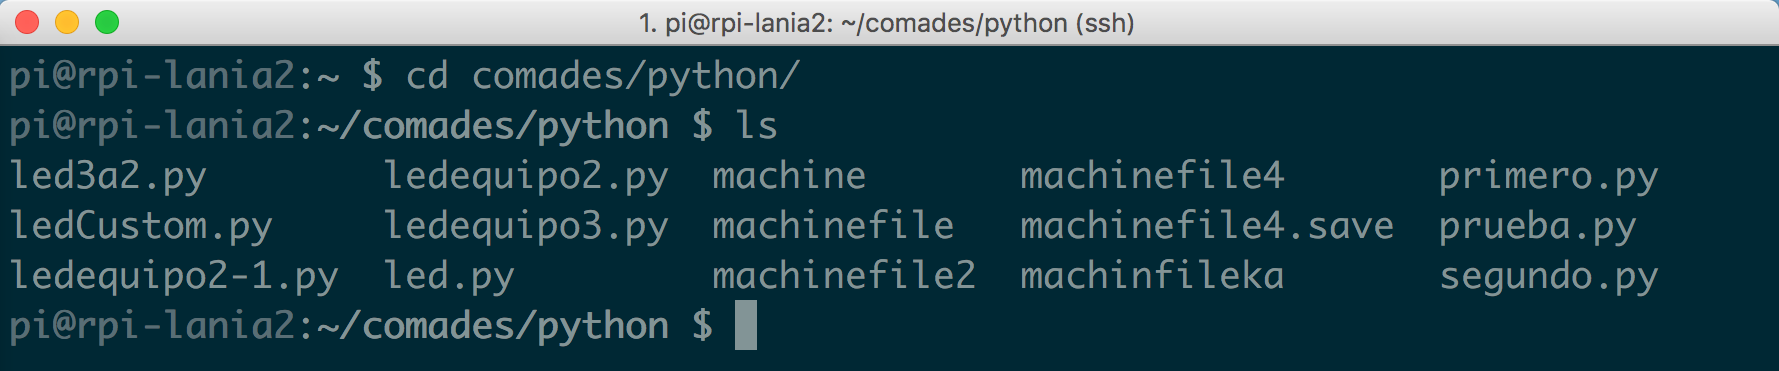 1. pi@rpi-lania2: ~/comades/python (ssh)
pi@rpi-lania2:~ $ cd comades/python/
pi@rpi-lania2:~/comades/python $ ls
led3a2.py ledequipo2.py machine machinefile4 primero.py
ledCustom.py ledequipo3.py machinefile machinefile4.save prueba.py
ledequipo2-1.py led.py machinefile2 machinfileka segundo.py
pi@rpi-lania2:~/comades/python $